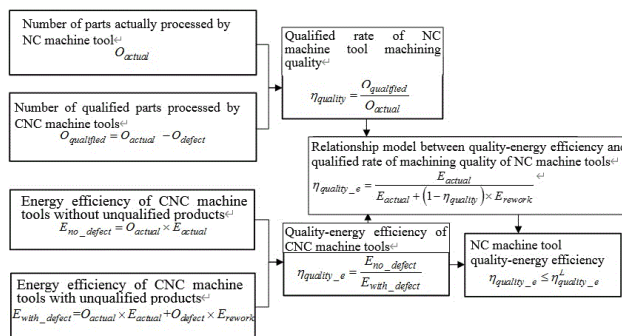 Number of parts actually processed by
NC machine tool↵
O_actual
Number of qualified parts processed by
CNC machine tools↵
O_qualified = O_actual − O_defect
Qualified rate of NC
machine tool machining
quality↵
η_quality = O_qualified / O_actual
Relationship model between quality-energy efficiency and
qualified rate of machining quality of NC machine tools↵
η_quality_e = E_actual / (E_actual + (1−η_quality) × E_rework) ↵
Energy efficiency of CNC machine
tools without unqualified products↵
E_no_defect = O_actual × E_actual
Energy efficiency of CNC machine
tools with unqualified products↵
E_with_defect = O_actual × E_actual + O_defect × E_rework
Quality-energy efficiency of
CNC machine tools↵
η_quality_e = E_no_defect / E_with_defect
NC machine tool
quality-energy efficiency↵
η_quality_e ≤ η^L_quality_e